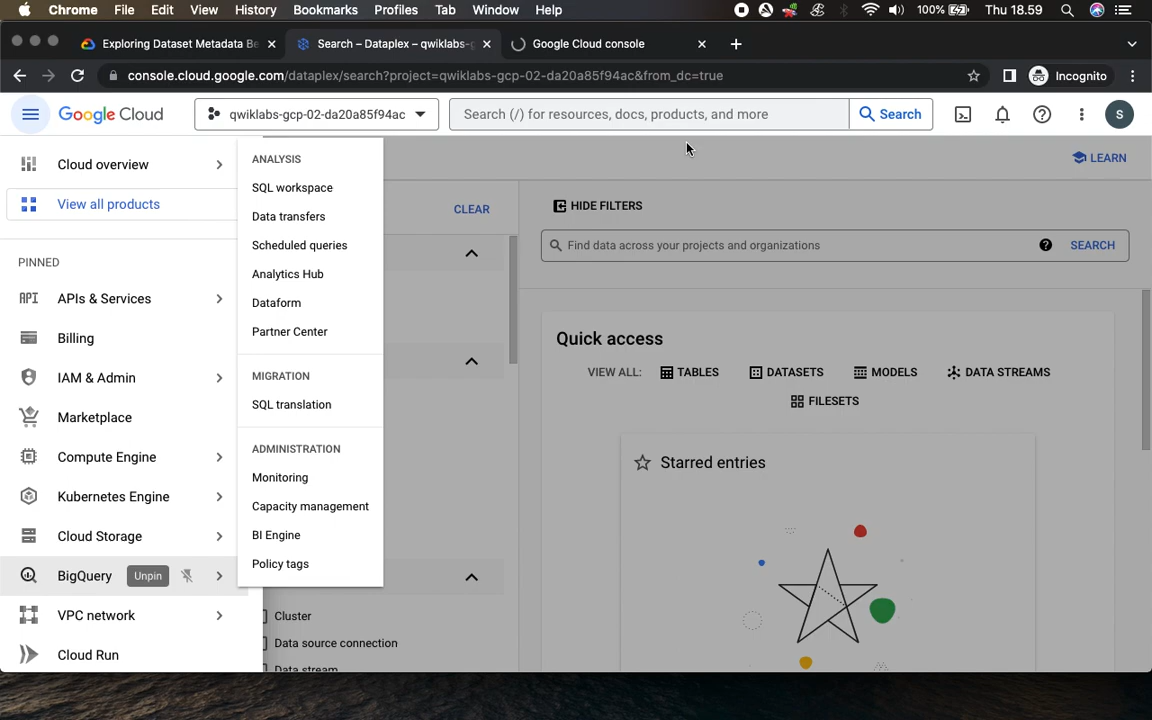 Chrome File Edit View History Bookmarks Profiles Tab Window Help 100% Thu 18.59
Exploring Dataset Metadata Be
Search – Dataplex – qwiklabs-g
Google Cloud console
console.cloud.google.com/dataplex/search?project=qwiklabs-gcp-02-da20a85f94ac&from_dc=true
Incognito
Google Cloud
qwiklabs-gcp-02-da20a85f94ac
Search (/) for resources, docs, products, and more
Search
S
Cloud overview
View all products
PINNED
API APIs & Services
Billing
IAM & Admin
Marketplace
Compute Engine
Kubernetes Engine
Cloud Storage
BigQuery Unpin
VPC network
Cloud Run
ANALYSIS
SQL workspace
Data transfers
Scheduled queries
Analytics Hub
Dataform
Partner Center
MIGRATION
SQL translation
ADMINISTRATION
Monitoring
Capacity management
BI Engine
Policy tags
CLEAR
Cluster
Data source connection
Data stream
LEARN
HIDE FILTERS
Find data across your projects and organizations
SEARCH
Quick access
VIEW ALL: TABLES DATASETS MODELS DATA STREAMS
FILESETS
Starred entries